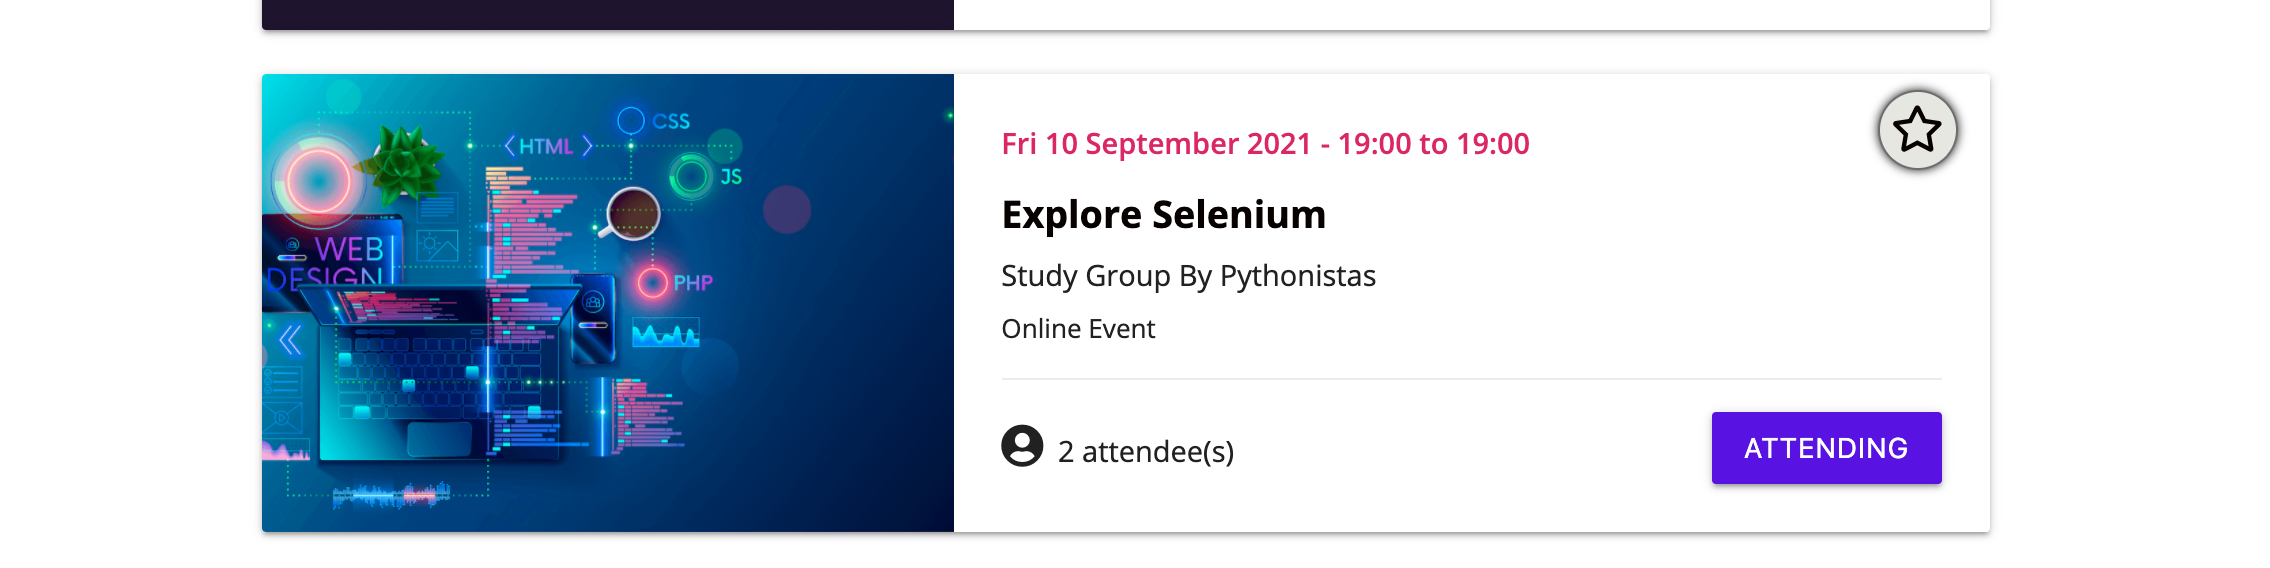 CSS
HTML
JS
WEB
DESIGN
PHP
Fri 10 September 2021 - 19:00 to 19:00
Explore Selenium
Study Group By Pythonistas
Online Event
2 attendee(s)
ATTENDING